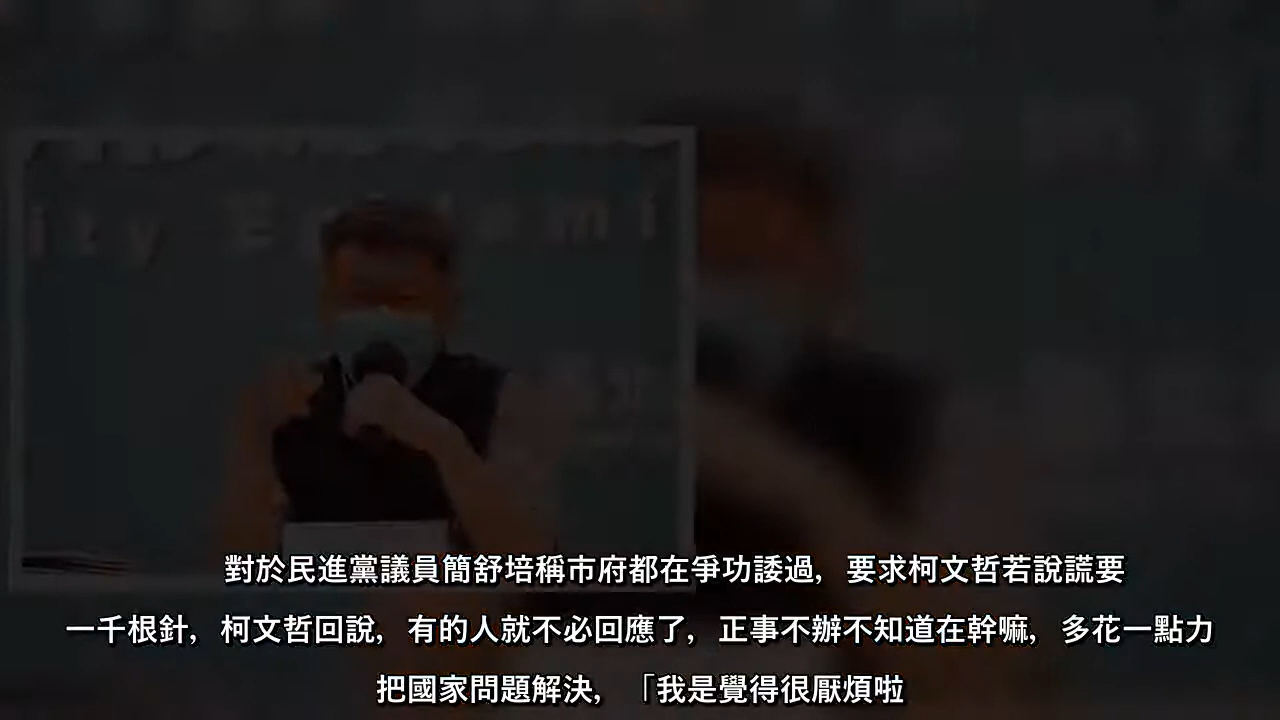 ity Epidemi
對於民進黨議員簡舒培稱市府都在爭功諉過，要求柯文哲若說謊要
一千根針，柯文哲回說，有的人就不必回應了，正事不辦不知道在幹嘛，多花一點力
把國家問題解決，「我是覺得很厭煩啦